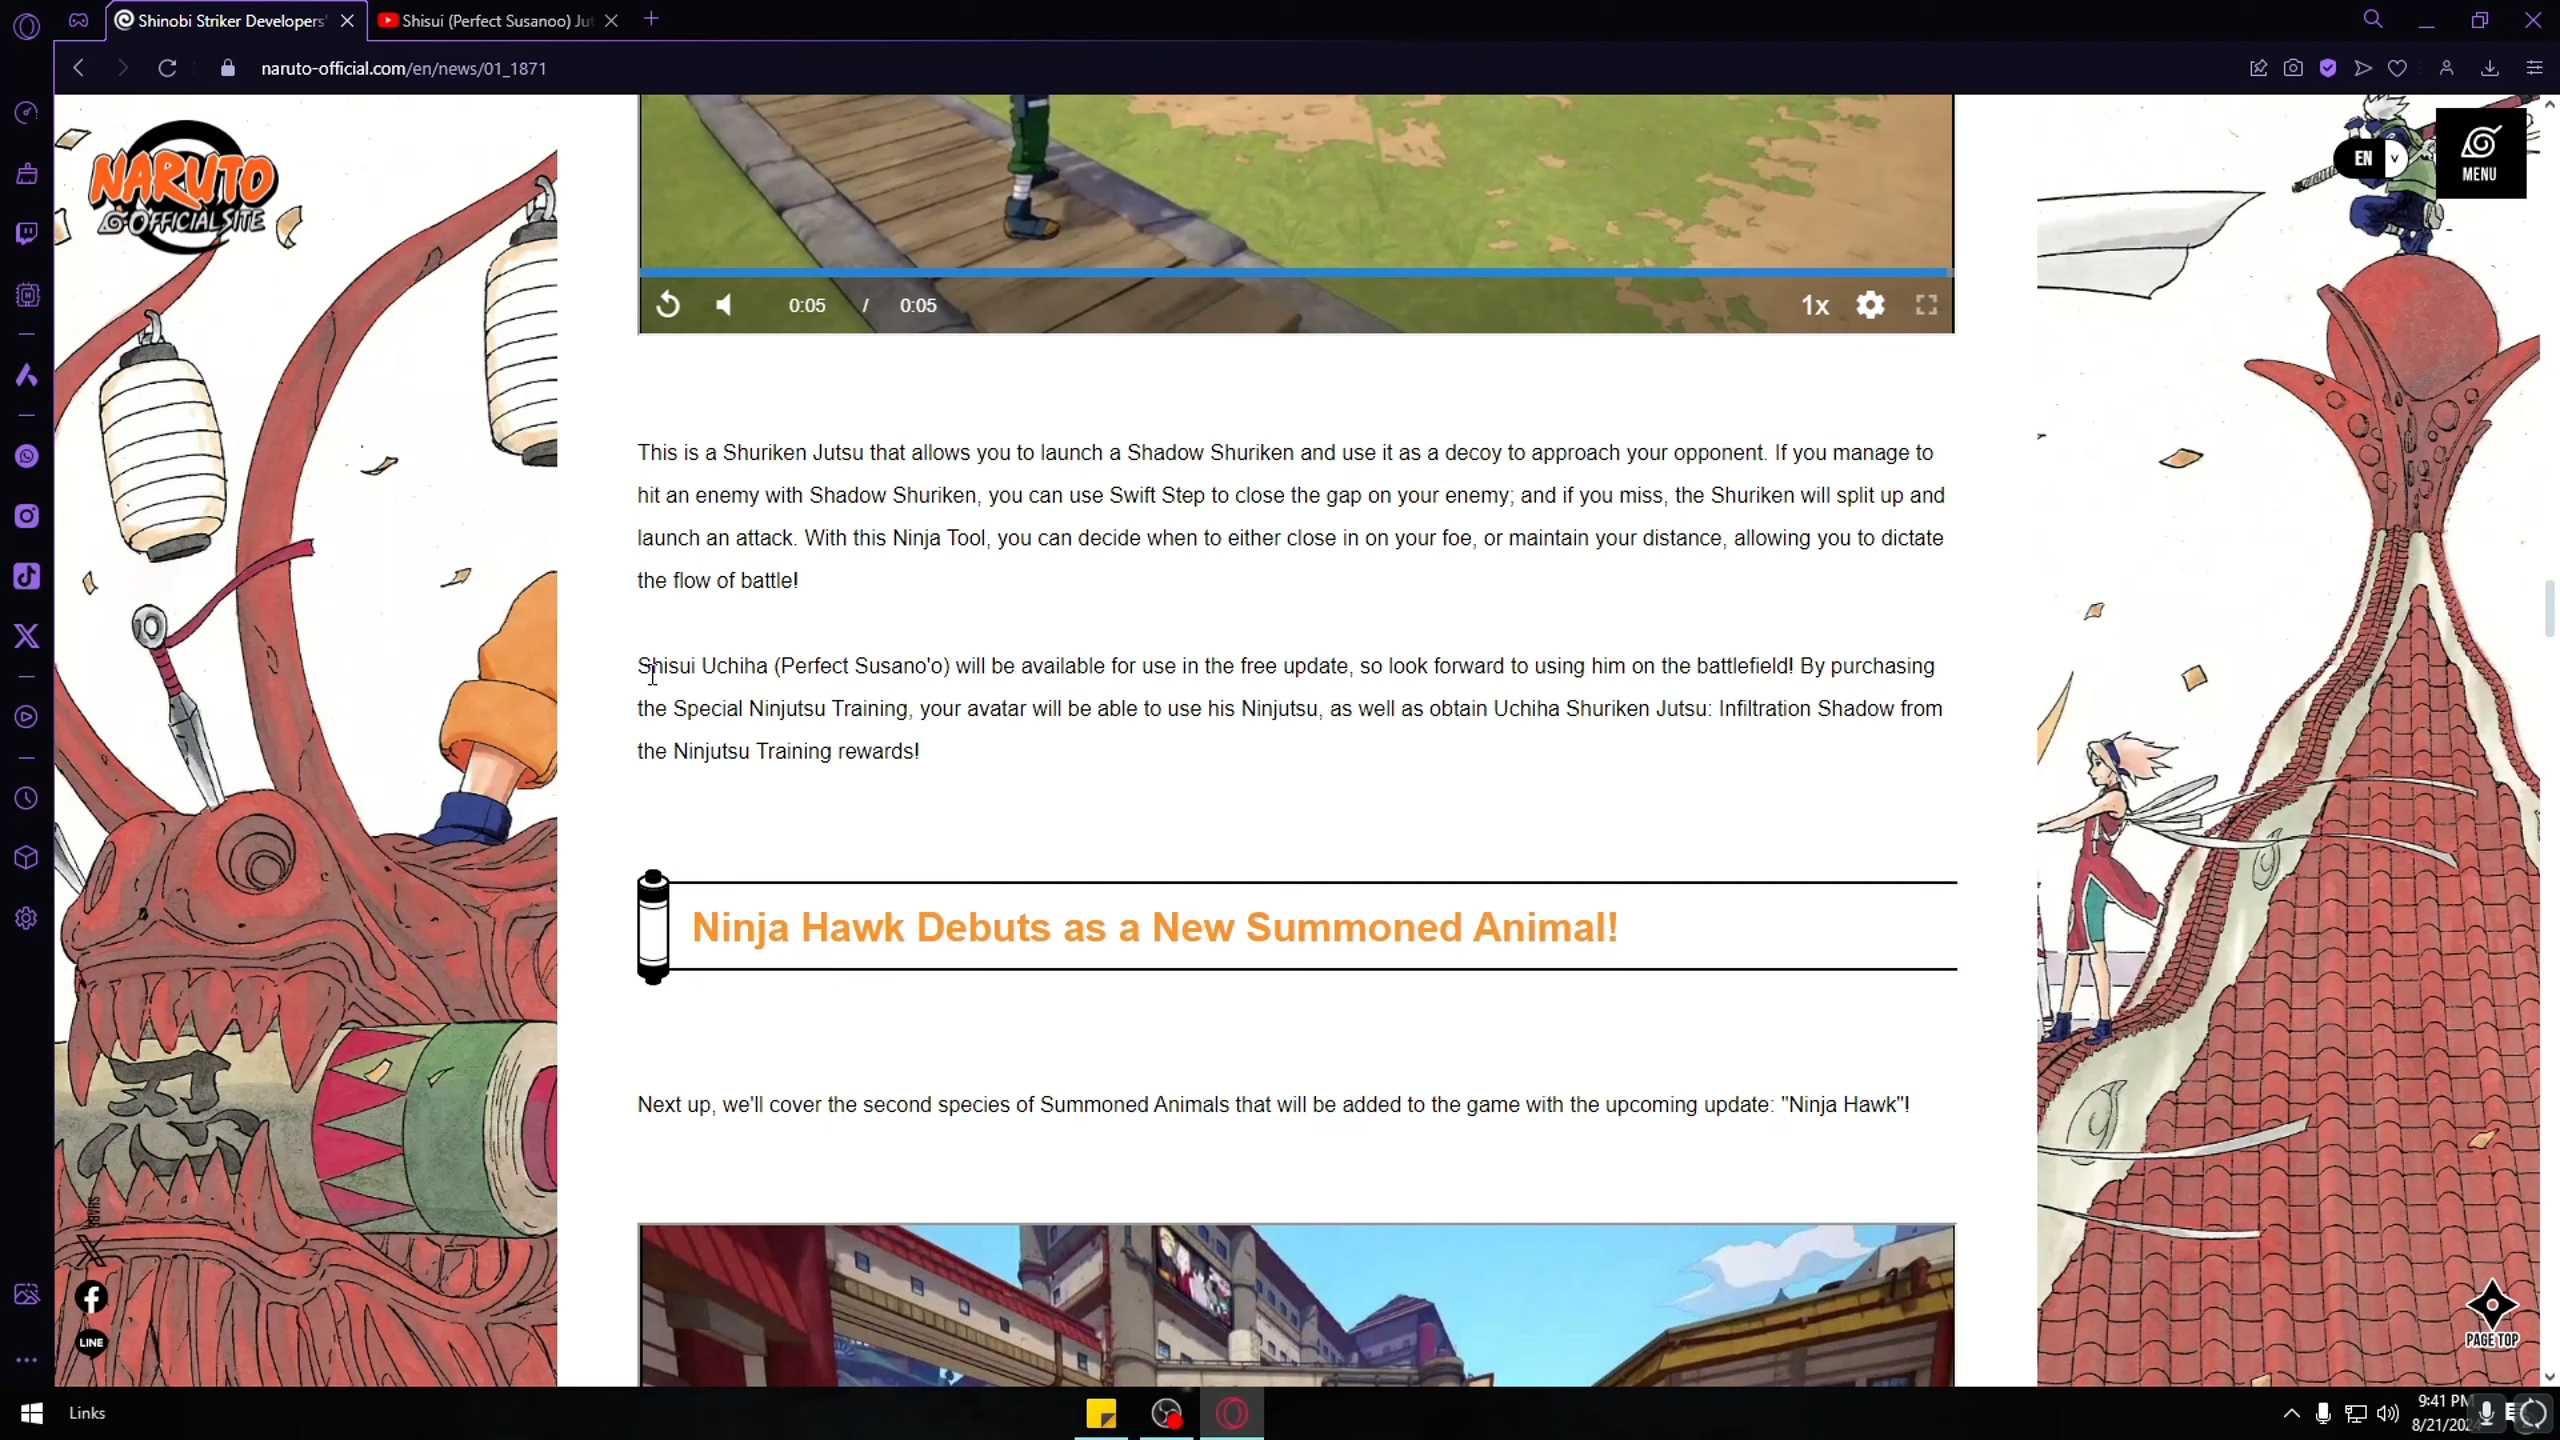 Shinobi Striker Developers'
Shisui (Perfect Susanoo) Jut
naruto-official.com/en/news/01_1871
NARUTO
OFFICIAL SITE
EN
MENU
0:05 / 0:05
1x
This is a Shuriken Jutsu that allows you to launch a Shadow Shuriken and use it as a decoy to approach your opponent. If you manage to
hit an enemy with Shadow Shuriken, you can use Swift Step to close the gap on your enemy; and if you miss, the Shuriken will split up and
launch an attack. With this Ninja Tool, you can decide when to either close in on your foe, or maintain your distance, allowing you to dictate
the flow of battle!
Shisui Uchiha (Perfect Susano'o) will be available for use in the free update, so look forward to using him on the battlefield! By purchasing
the Special Ninjutsu Training, your avatar will be able to use his Ninjutsu, as well as obtain Uchiha Shuriken Jutsu: Infiltration Shadow from
the Ninjutsu Training rewards!
Ninja Hawk Debuts as a New Summoned Animal!
Next up, we'll cover the second species of Summoned Animals that will be added to the game with the upcoming update: "Ninja Hawk"!
忍
SHARE
LINE
PAGE TOP
Links
9:41 PM